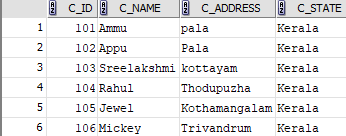 C_ID C_NAME C_ADDRESS C_STATE
1 101 Ammu pala Kerala
2 102 Appu Pala Kerala
3 103 Sreelakshmi kottayam Kerala
4 104 Rahul Thodupuzha Kerala
5 105 Jewel Kothamangalam Kerala
6 106 Mickey Trivandrum Kerala